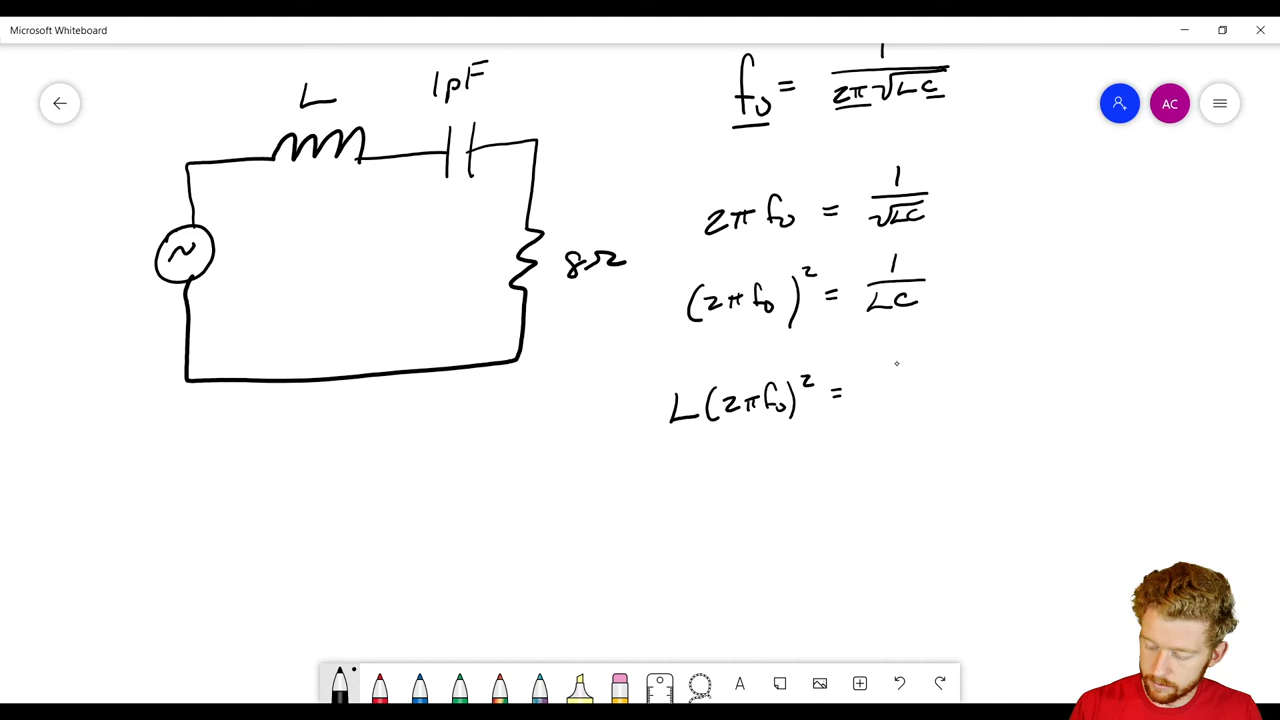 Microsoft Whiteboard
L
1pF
8Ω
f₀ = 1/(2π√LC)
2πf₀ = 1/√LC
(2πf₀)² = 1/LC
L(2πf₀)² =
AC
A